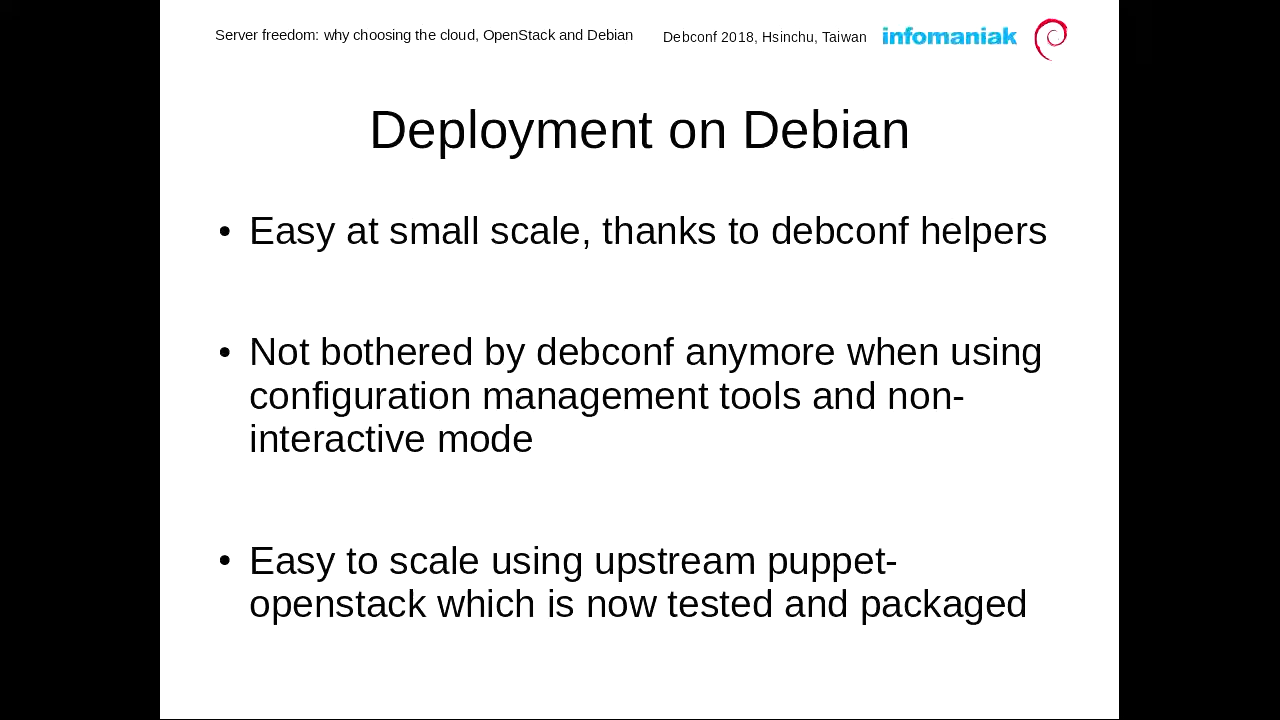 Server freedom: why choosing the cloud, OpenStack and Debian
Debconf 2018, Hsinchu, Taiwan
infomaniak
Deployment on Debian
• Easy at small scale, thanks to debconf helpers
• Not bothered by debconf anymore when using
configuration management tools and non-
interactive mode
• Easy to scale using upstream puppet-
openstack which is now tested and packaged